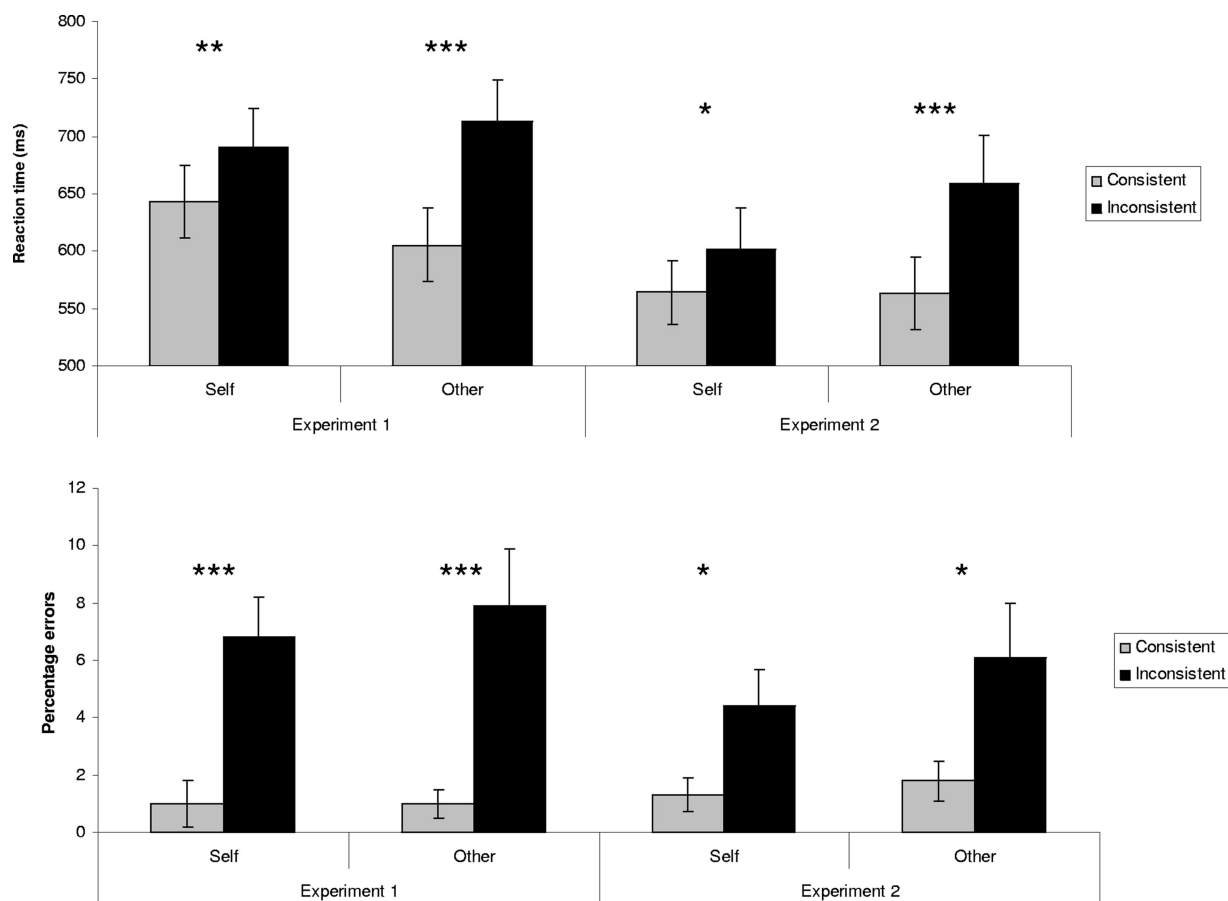 800
** ***
750
* ***
700
Reaction time (ms)
Consistent
650
Inconsistent
600
550
500
Self Other Self Other
Experiment 1 Experiment 2
12
10
*** *** * *
8
Percentage errors
Consistent
6
Inconsistent
4
2
0
Self Other Self Other
Experiment 1 Experiment 2